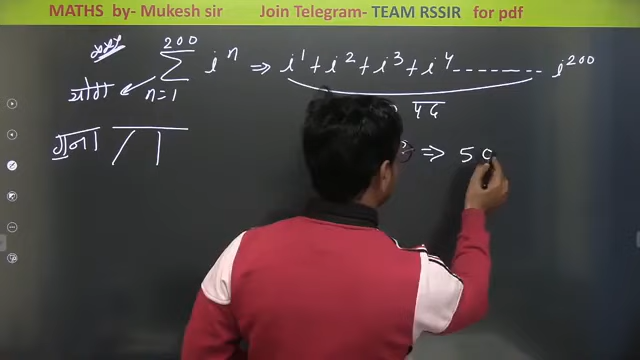 MATHS by- Mukesh sir Join Telegram- TEAM RSSIR for pdf
200
योग ∑ iⁿ ⇒ i¹ + i² + i³ + i⁴ -------- i²⁰⁰
n=1
गुना
⇒ 50